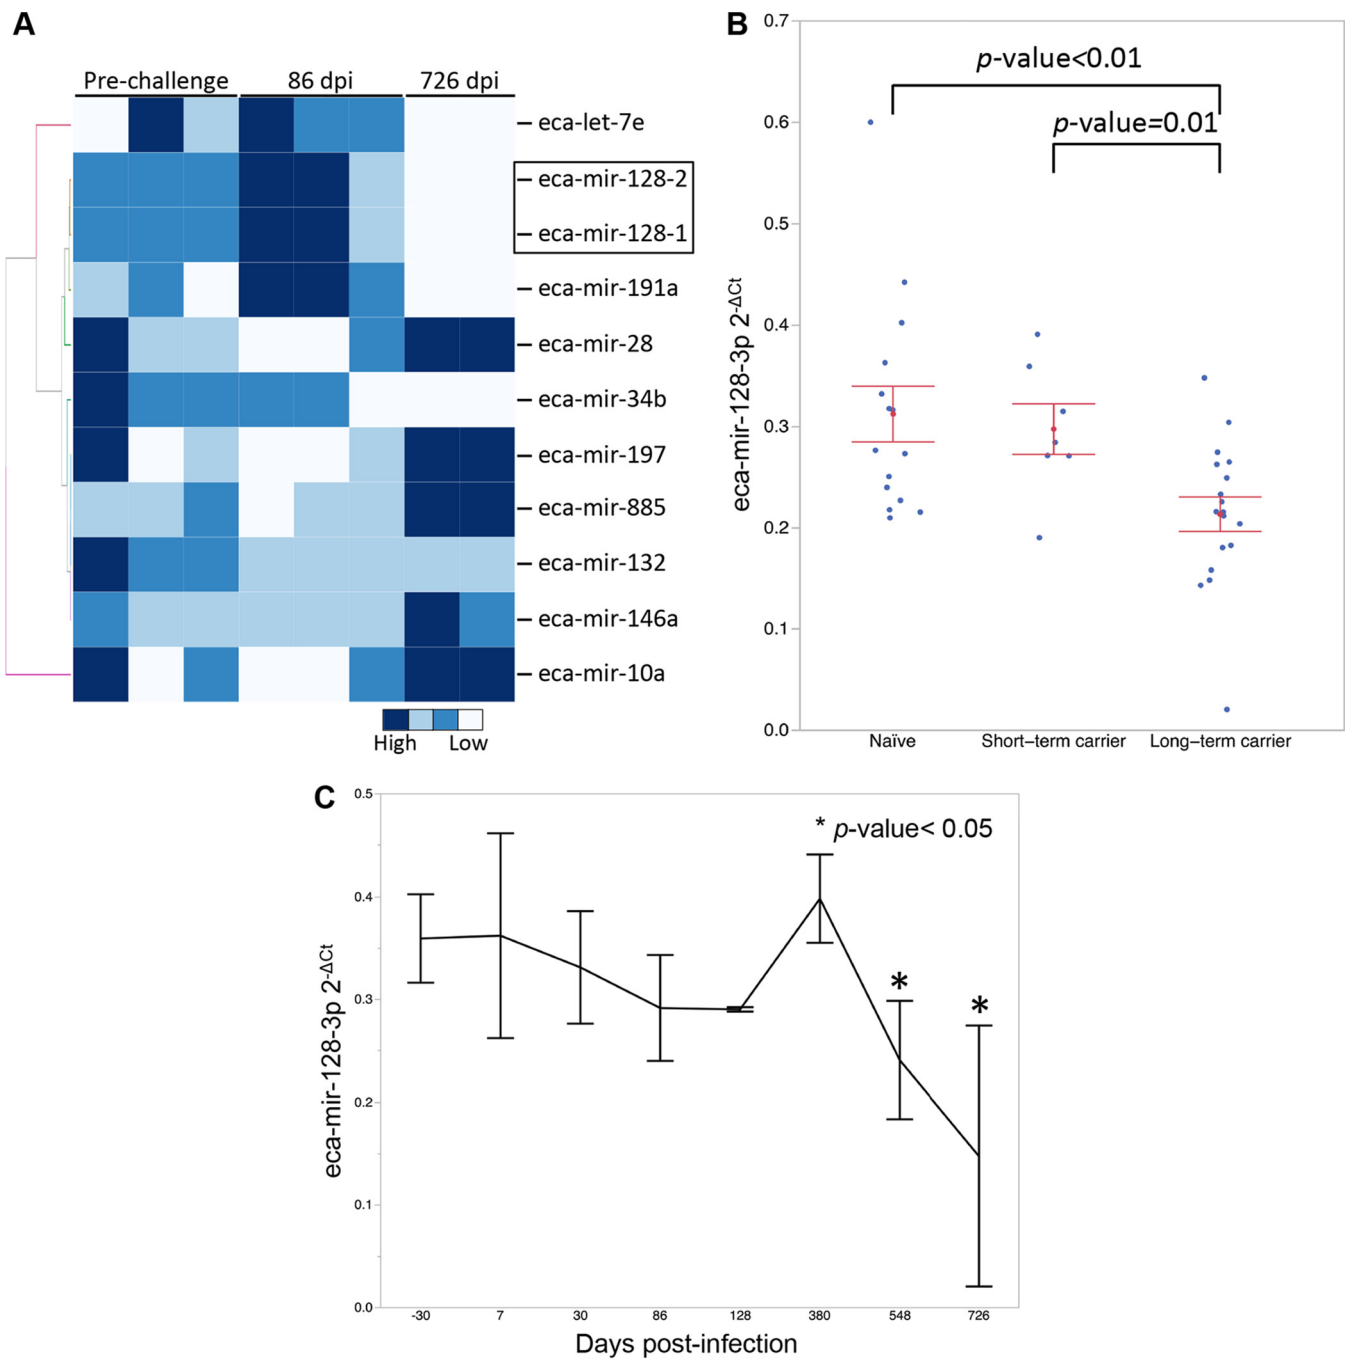 A
Pre-challenge 86 dpi 726 dpi
eca-let-7e
eca-mir-128-2
eca-mir-128-1
eca-mir-191a
eca-mir-28
eca-mir-34b
eca-mir-197
eca-mir-885
eca-mir-132
eca-mir-146a
eca-mir-10a
High Low
B
eca-mir-128-3p 2-ΔCt
0.7
0.6
0.5
0.4
0.3
0.2
0.1
0.0
p-value<0.01
p-value=0.01
Naïve Short–term carrier Long–term carrier
C
eca-mir-128-3p 2-ΔCt
0.5
0.4
0.3
0.2
0.1
0.0
* p-value< 0.05
*
*
-30 7 30 86 128 380 548 726
Days post-infection